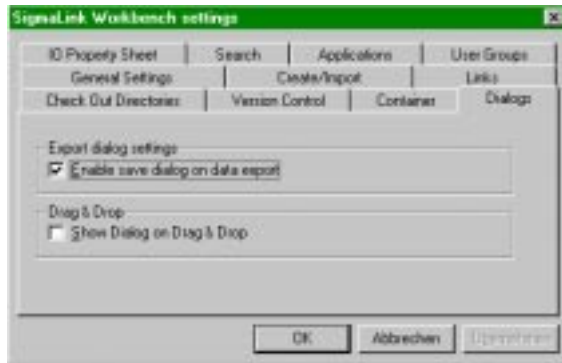 SigmaLink Workbench settings
IO Property Sheet Search Applications User Groups
General Settings Create/Import Links
Check Out Directories Version Control Container Dialogs
Export dialog settings
Enable save dialog on data export
Drag & Drop
Show Dialog on Drag & Drop
OK Abbrechen Übernehmen